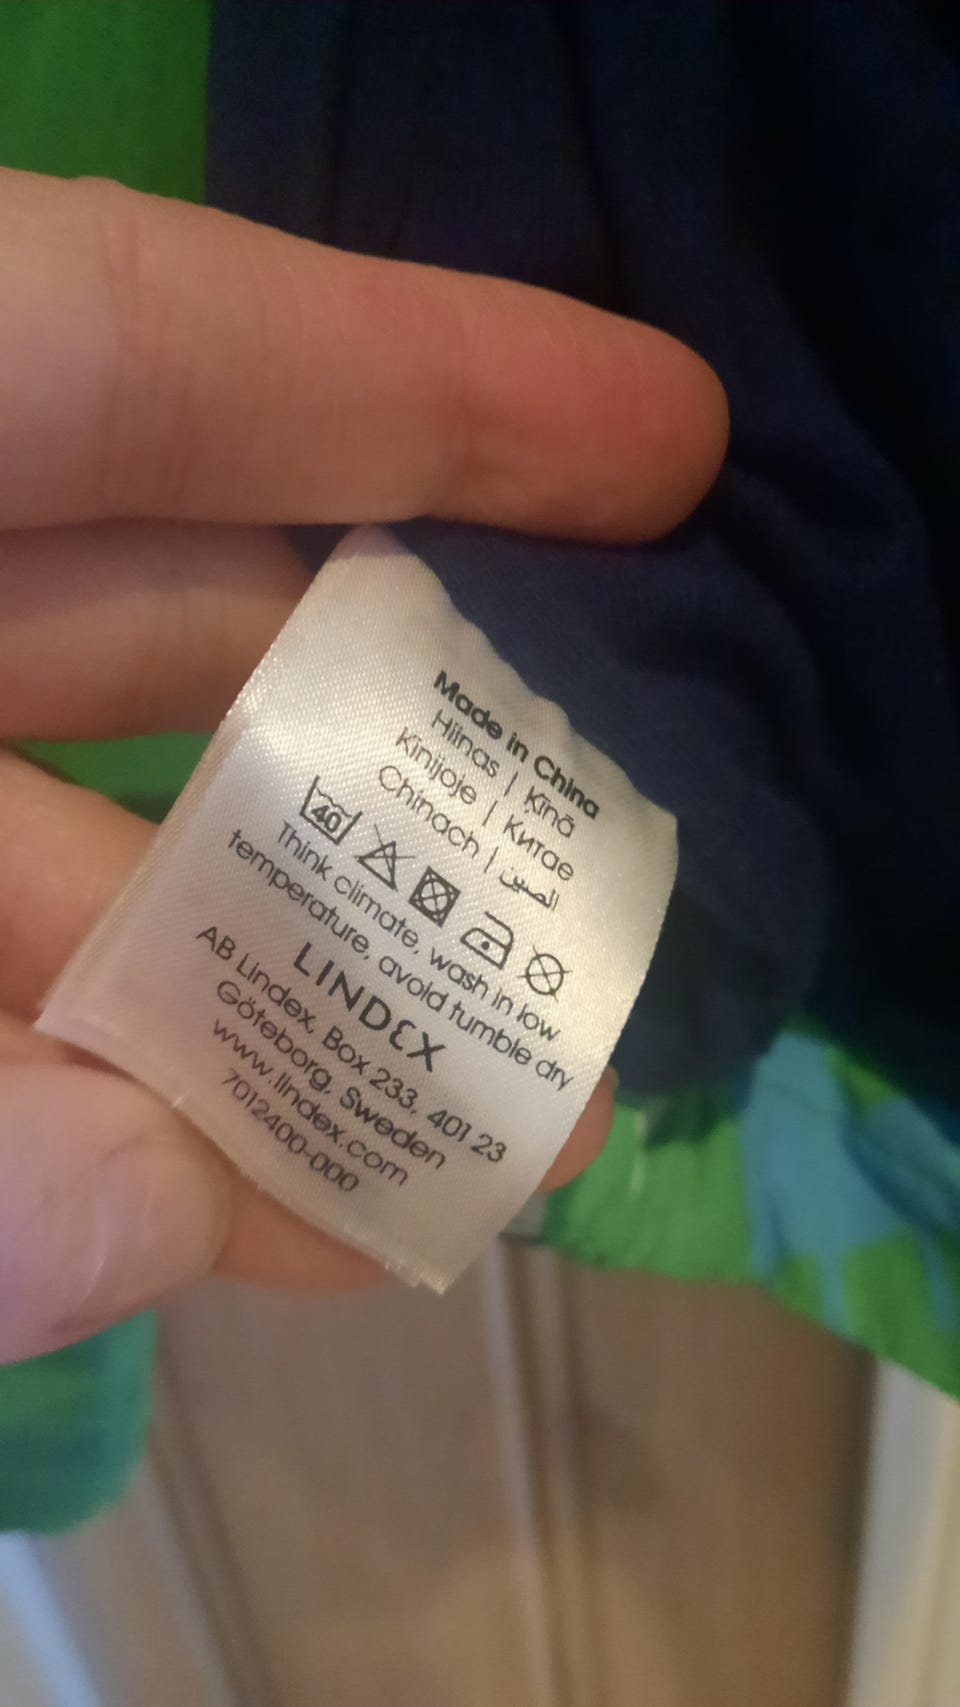 Made in China
Hiinas | Ķīnā
Kinijoje | Китае
Chinach | الصين
40
Think climate, wash in low
temperature, avoid tumble dry
LINDEX
AB Lindex, Box 233, 401 23
Göteborg, Sweden
www.lindex.com
7012400-000